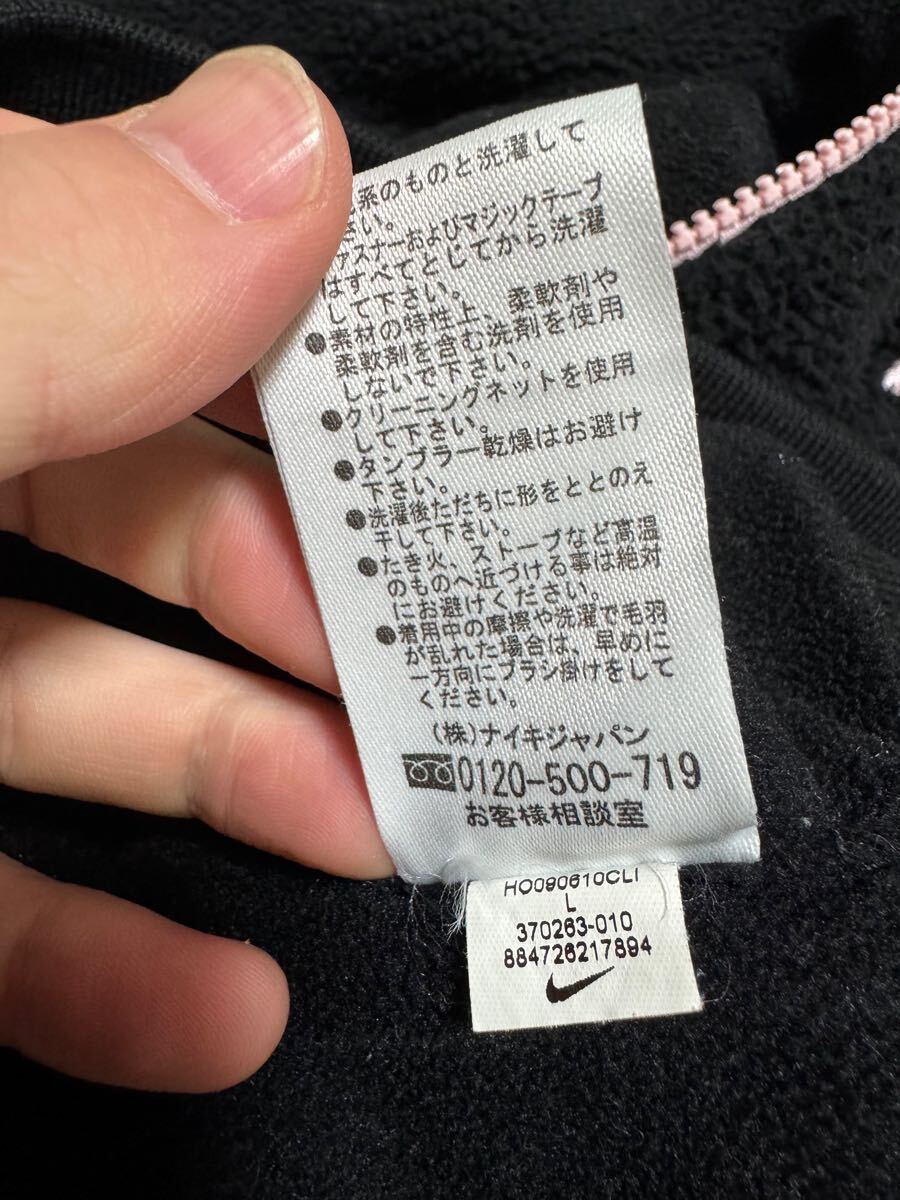 系のものと洗濯して
さい。
ァスナーおよびマジックテープ
はすべてとしてから洗濯
して下さい。
●素材の特性上、柔軟剤や
柔軟剤を含む洗剤を使用
しないで下さい。
●クリーニングネットを使用
して下さい。
●タンブラー乾燥はお避け
下さい。
●洗濯後ただちに形をととのえ
干して下さい。
●たき火、ストーブなど高温
のものへ近づける事は絶対
にお避けください。
●着用中の摩擦や洗濯で毛羽
が乱れた場合は、早めに
一方向にブラシ掛けをして
ください。
(株)ナイキジャパン
0120-500-719
お客様相談室
HO090610CLI
L
370263-010
884726217894